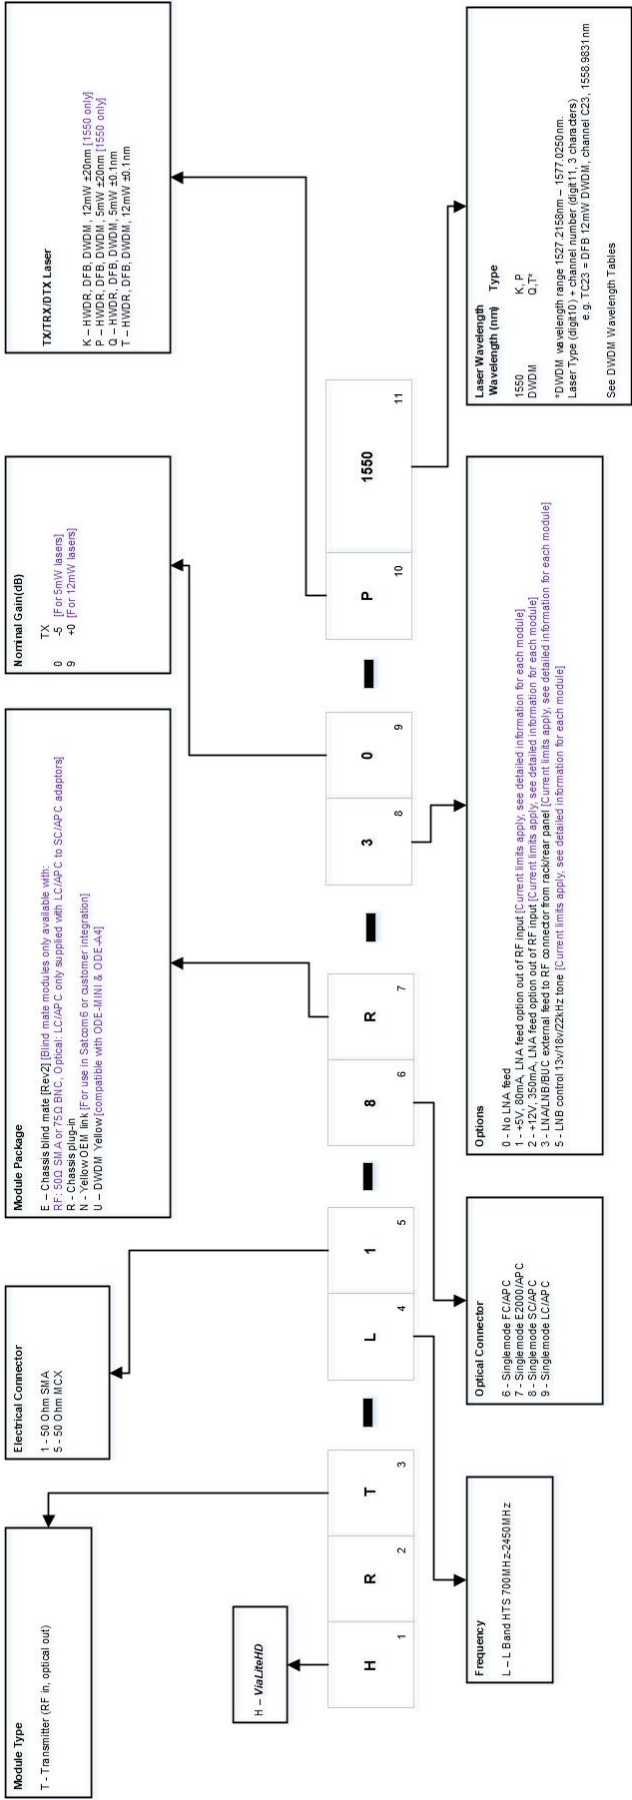 Module Type
T - Transmitter (RF in, optical out)
Electrical Connector
1 - 50 Ohm SMA
5 - 50 Ohm MCX
Module Package
E – Chassis blind mate [Rev2] [Blind mate modules only available with:
RF: 50Ω SMA or 75Ω BNC, Optical: LC/APC only supplied with LC/APC to SC/APC adaptors]
R - Chassis plug-in
N - Yellow OEM link [For use in Satcom6 or customer integration]
U – DWDM Yellow [compatible with ODE-MINI & ODE-A4]
Nominal Gain(dB)
TX
0 -5 [For 5mW lasers]
9 +0 [For 12mW lasers]
TX/TRX/DTX Laser
K – HWDR, DFB, DWDM, 12mW ±20nm [1550 only]
P – HWDR, DFB, DWDM, 5mW ±20nm [1550 only]
Q – HWDR, DFB, DWDM, 5mW ±0.1nm
T – HWDR, DFB, DWDM, 12mW ±0.1nm
H – ViaLiteHD
H R T L 1 8 R 3 0 P 1550
1 2 3 4 5 6 7 8 9 10 11
Frequency
L – L Band HTS 700MHz-2450MHz
Optical Connector
6 - Singlemode FC/APC
7 - Singlemode E2000/APC
8 - Singlemode SC/APC
9 - Singlemode LC/APC
Options
0 - No LNA feed
1 - +5V, 80mA, LNA feed option out of RF input [Current limits apply, see detailed information for each module]
2 - +12V, 350mA, LNA feed option out of RF input [Current limits apply, see detailed information for each module]
3 - LNA/LNB/BUC external feed to RF connector from rack/rear panel [Current limits apply, see detailed information for each module]
5 - LNB control 13v/18v/22kHz tone [Current limits apply, see detailed information for each module]
Laser Wavelength
Wavelength (nm) Type
1550 K, P
DWDM Q,T*
*DWDM wavelength range 1527.2158nm – 1577.0250nm.
Laser Type (digit10) + channel number (digit11, 3 characters)
e.g. TC23 = DFB 12mW DWDM, channel C23, 1558.9831nm
See DWDM Wavelength Tables